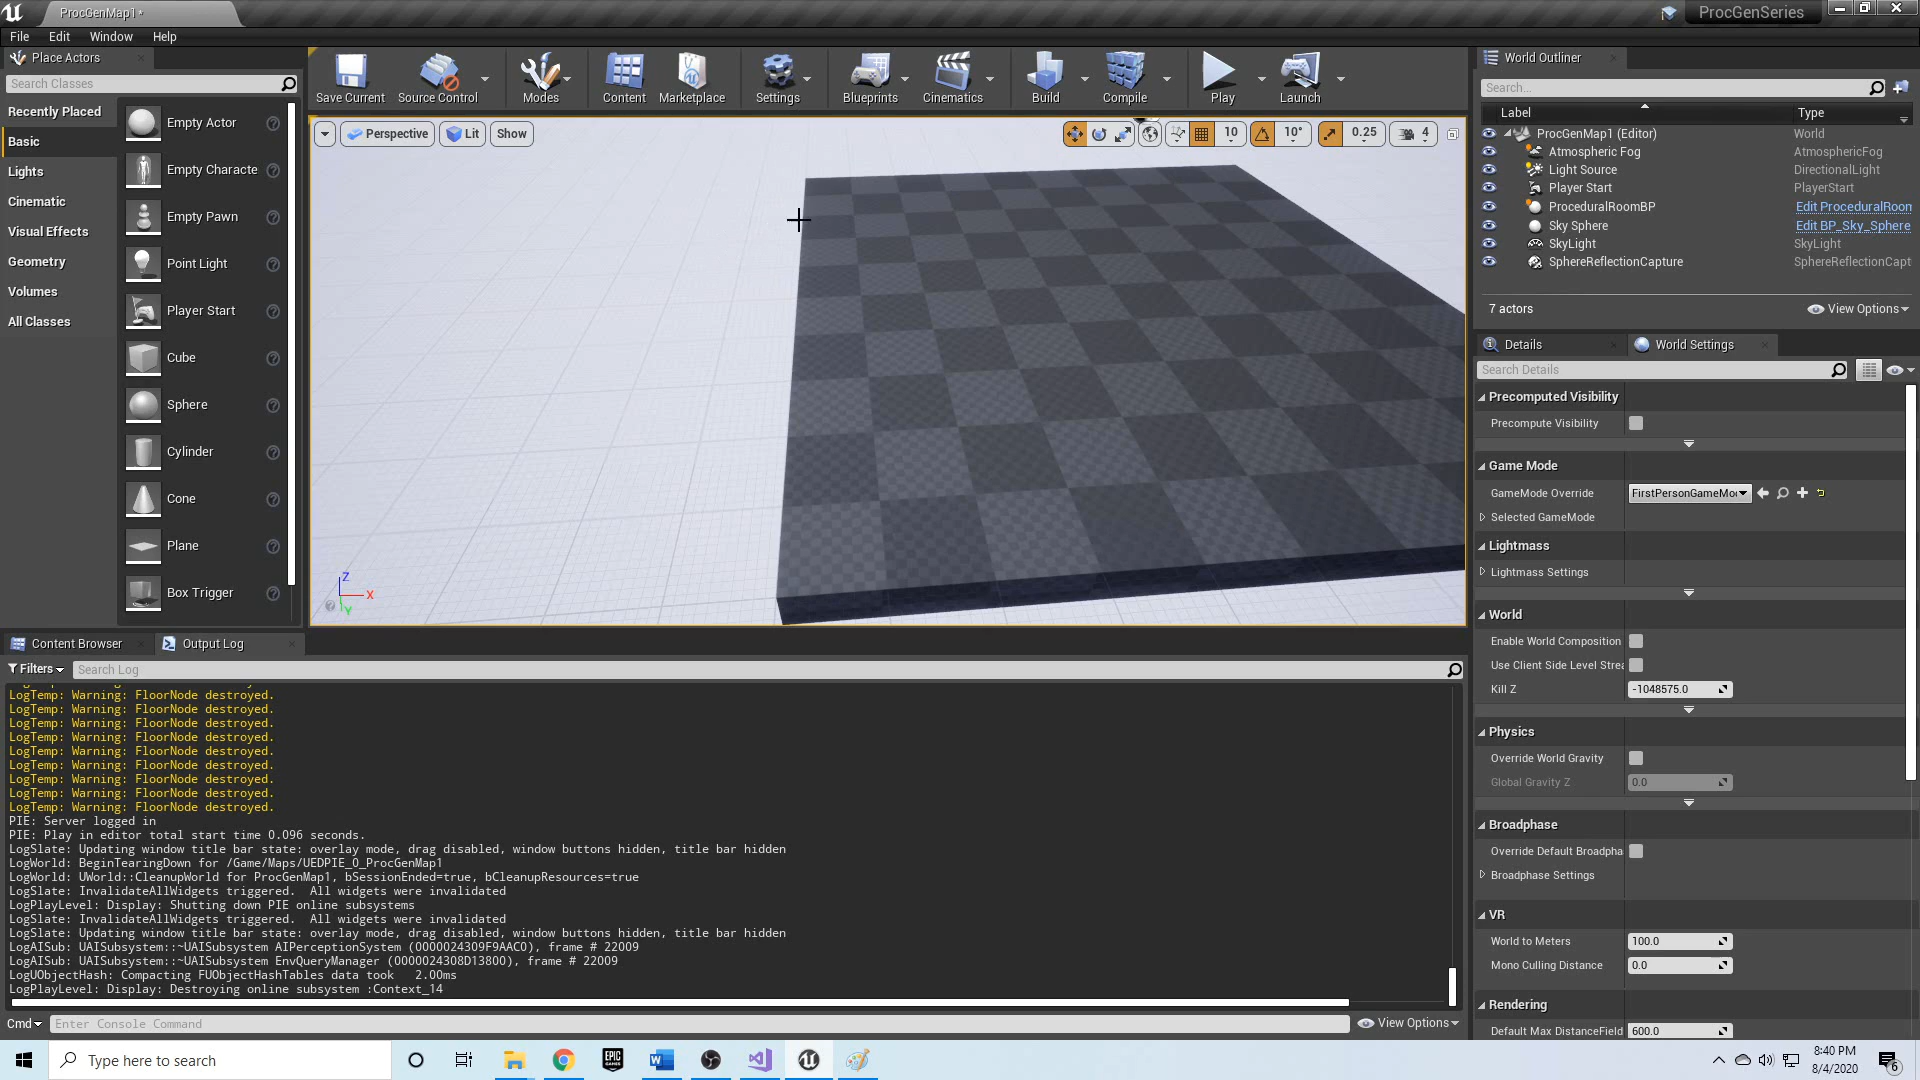 ProcGenMap1*
ProcGenSeries
File Edit Window Help
Place Actors
Search Classes
Recently Placed
Basic
Lights
Cinematic
Visual Effects
Geometry
Volumes
All Classes
Empty Actor
Empty Characte
Empty Pawn
Point Light
Player Start
Cube
Sphere
Cylinder
Cone
Plane
Box Trigger
Save Current
Source Control
Modes
Content
Marketplace
Settings
Blueprints
Cinematics
Build
Compile
Play
Launch
Perspective
Lit
Show
10
10°
0.25
4
Z
X
Y
World Outliner
Search...
Label Type
ProcGenMap1 (Editor) World
Atmospheric Fog AtmosphericFog
Light Source DirectionalLight
Player Start PlayerStart
ProceduralRoomBP Edit ProceduralRoom
Sky Sphere Edit BP_Sky_Sphere
SkyLight SkyLight
SphereReflectionCapture SphereReflectionCapt
7 actors
View Options
Details
World Settings
Search Details
Precomputed Visibility
Precompute Visibility
Game Mode
GameMode Override FirstPersonGameMo
Selected GameMode
Lightmass
Lightmass Settings
World
Enable World Composition
Use Client Side Level Strea
Kill Z -1048575.0
Physics
Override World Gravity
Global Gravity Z 0.0
Broadphase
Override Default Broadpha
Broadphase Settings
VR
World to Meters 100.0
Mono Culling Distance 0.0
Rendering
Default Max DistanceField 600.0
Content Browser
Output Log
Filters
Search Log
LogTemp: Warning: FloorNode destroyed.
LogTemp: Warning: FloorNode destroyed.
LogTemp: Warning: FloorNode destroyed.
LogTemp: Warning: FloorNode destroyed.
LogTemp: Warning: FloorNode destroyed.
LogTemp: Warning: FloorNode destroyed.
LogTemp: Warning: FloorNode destroyed.
LogTemp: Warning: FloorNode destroyed.
LogTemp: Warning: FloorNode destroyed.
PIE: Server logged in
PIE: Play in editor total start time 0.096 seconds.
LogSlate: Updating window title bar state: overlay mode, drag disabled, window buttons hidden, title bar hidden
LogWorld: BeginTearingDown for /Game/Maps/UEDPIE_0_ProcGenMap1
LogWorld: UWorld::CleanupWorld for ProcGenMap1, bSessionEnded=true, bCleanupResources=true
LogSlate: InvalidateAllWidgets triggered.  All widgets were invalidated
LogPlayLevel: Display: Shutting down PIE online subsystems
LogSlate: InvalidateAllWidgets triggered.  All widgets were invalidated
LogSlate: Updating window title bar state: overlay mode, drag disabled, window buttons hidden, title bar hidden
LogAISub: UAISubsystem::~UAISubsystem AIPerceptionSystem (0000024309F9AAC0), frame # 22009
LogAISub: UAISubsystem::~UAISubsystem EnvQueryManager (0000024308D13800), frame # 22009
LogUObjectHash: Compacting FUObjectHashTables data took   2.00ms
LogPlayLevel: Display: Destroying online subsystem :Context_14
Cmd
Enter Console Command
View Options
Type here to search
EPIC GAMES
8:40 PM
8/4/2020
6